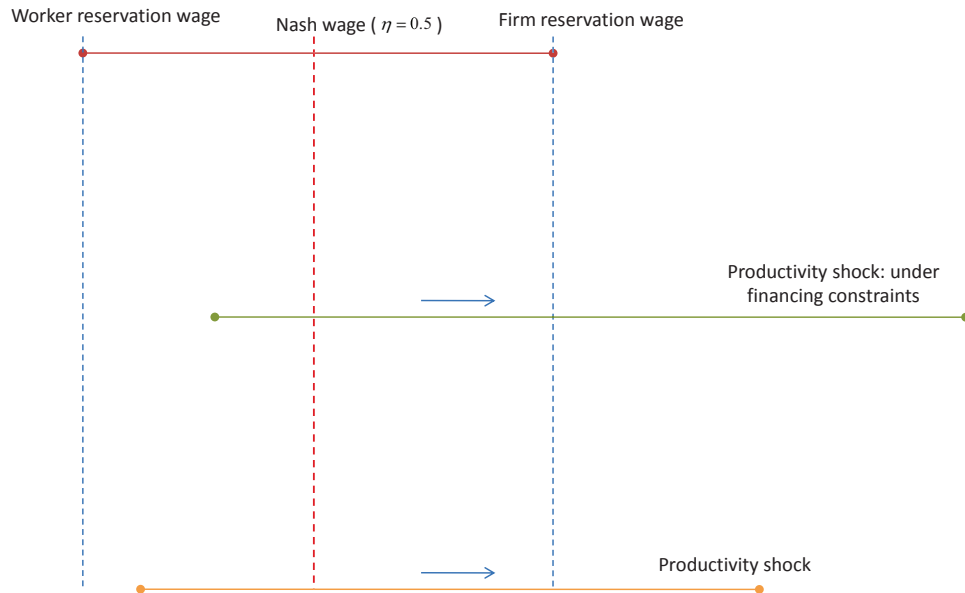 Worker reservation wage
Nash wage ( η = 0.5 )
Firm reservation wage
Productivity shock: under
financing constraints
Productivity shock